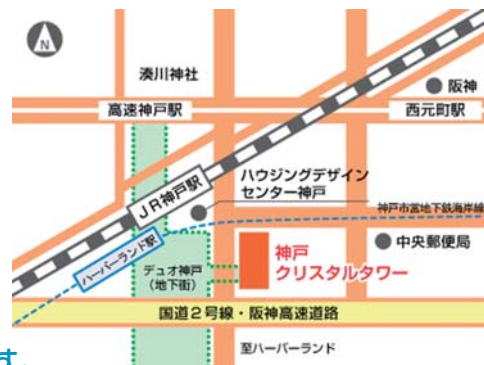 N
湊川神社
阪神
高速神戸駅
西元町駅
ハウジングデザイン
センター神戸
JR神戸駅
神戸市営地下鉄海岸線
ハーバーランド駅
中央郵便局
デュオ神戸
(地下街)
神戸
クリスタルタワー
国道2号線・阪神高速道路
至ハーバーランド
す。